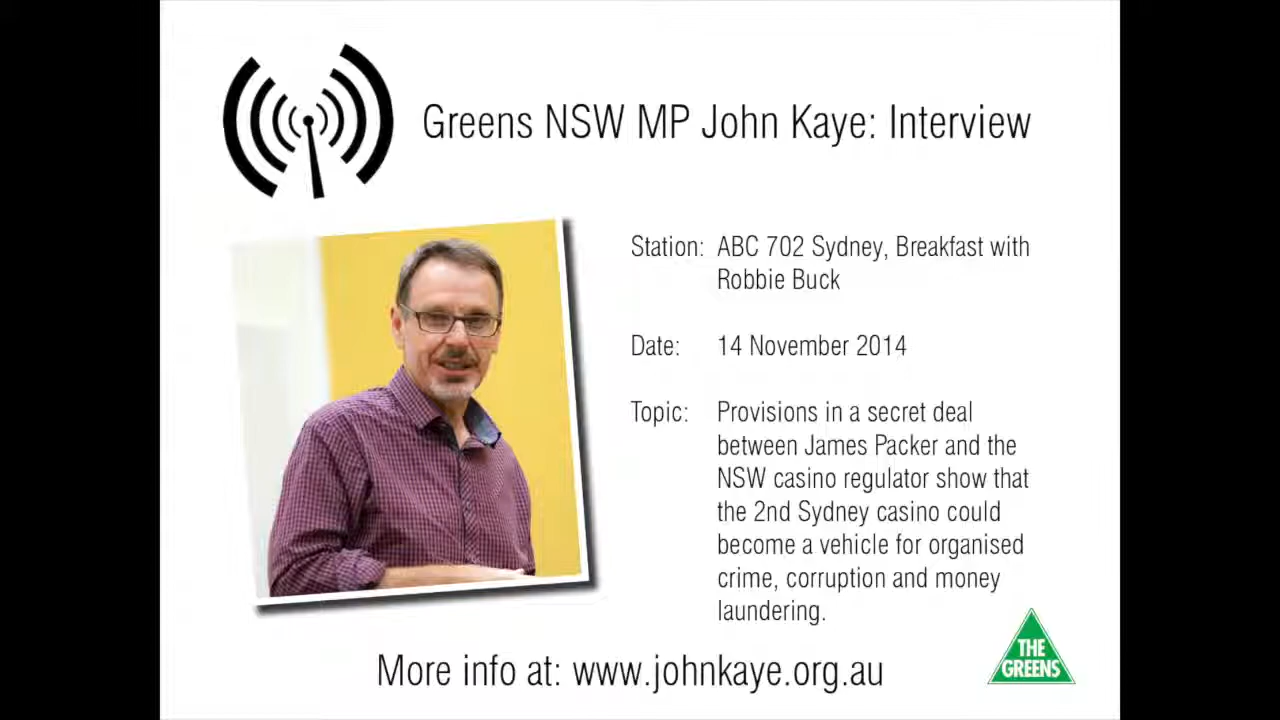 Greens NSW MP John Kaye: Interview
Station: ABC 702 Sydney, Breakfast with
Robbie Buck
Date: 14 November 2014
Topic: Provisions in a secret deal
between James Packer and the
NSW casino regulator show that
the 2nd Sydney casino could
become a vehicle for organised
crime, corruption and money
laundering.
THE
GREENS
More info at: www.johnkaye.org.au